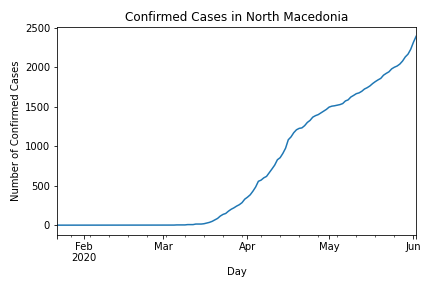 Confirmed Cases in North Macedonia
Number of Confirmed Cases
2500
2000
1500
1000
500
0
Feb Mar Apr May Jun
2020
Day